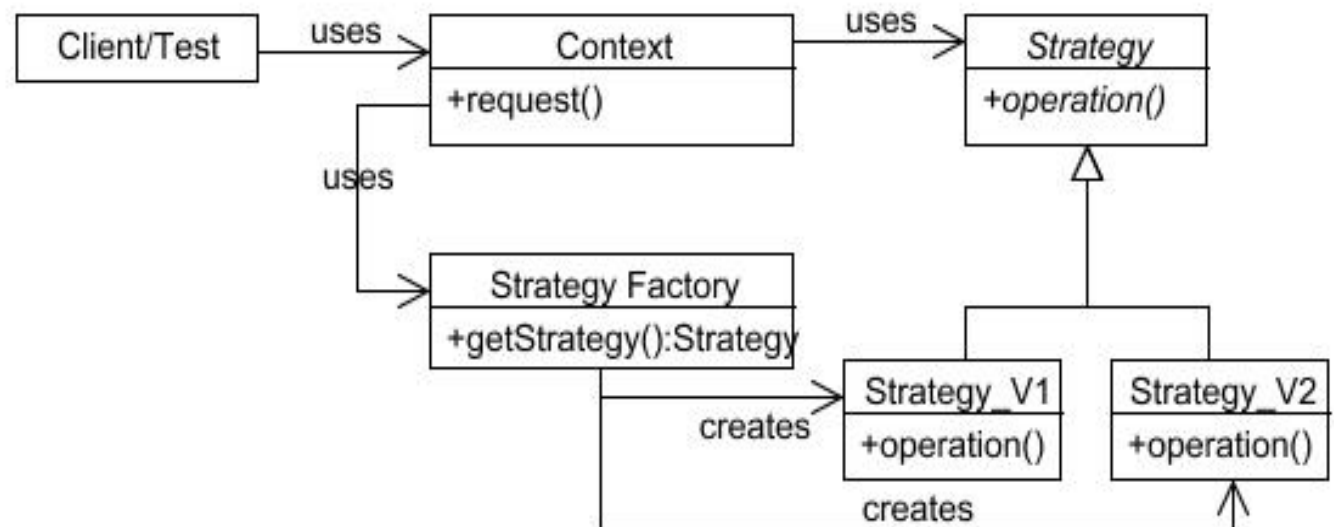 Client/Test
uses
Context
+request()
uses
Strategy
+operation()
uses
Strategy Factory
+getStrategy():Strategy
creates
Strategy_V1
+operation()
Strategy_V2
+operation()
creates